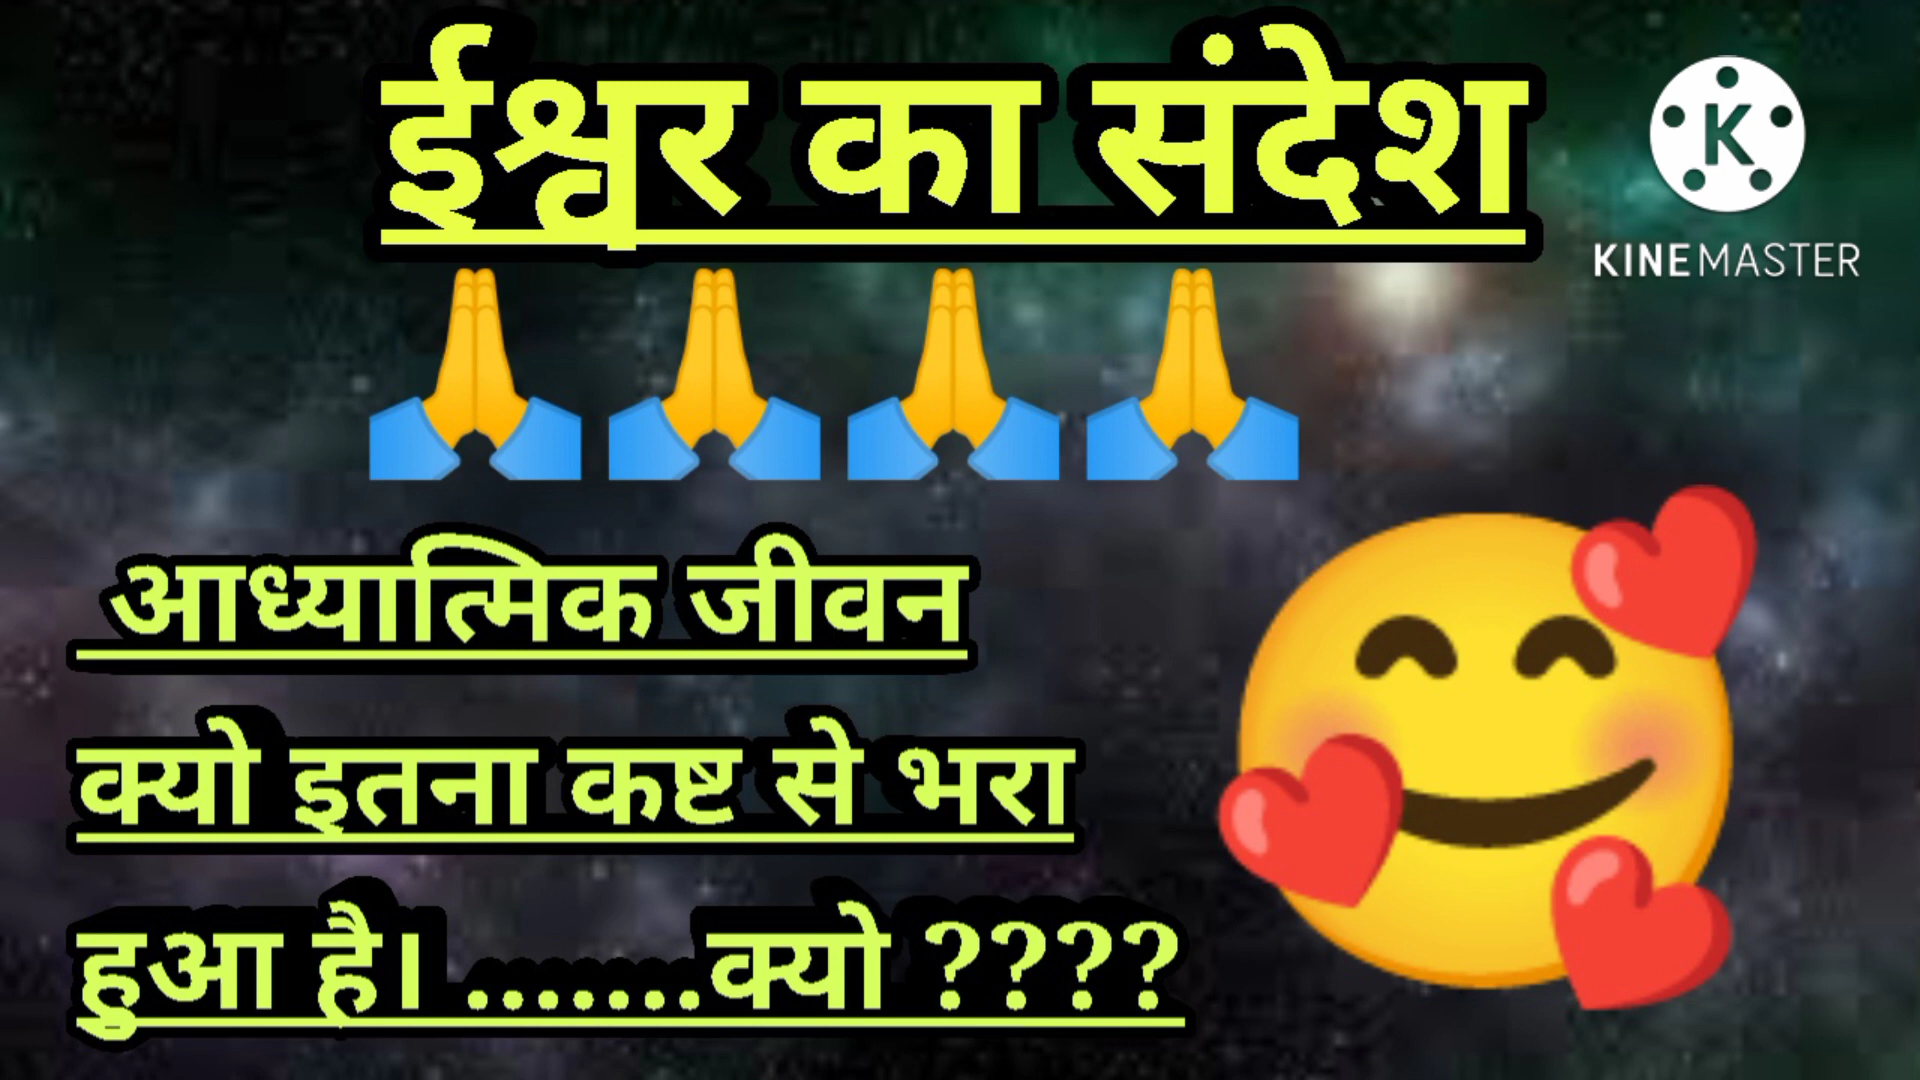 ईश्वर का संदेश
KINEMASTER
आध्यात्मिक जीवन
क्यो इतना कष्ट से भरा
हुआ है। .......क्यो ????